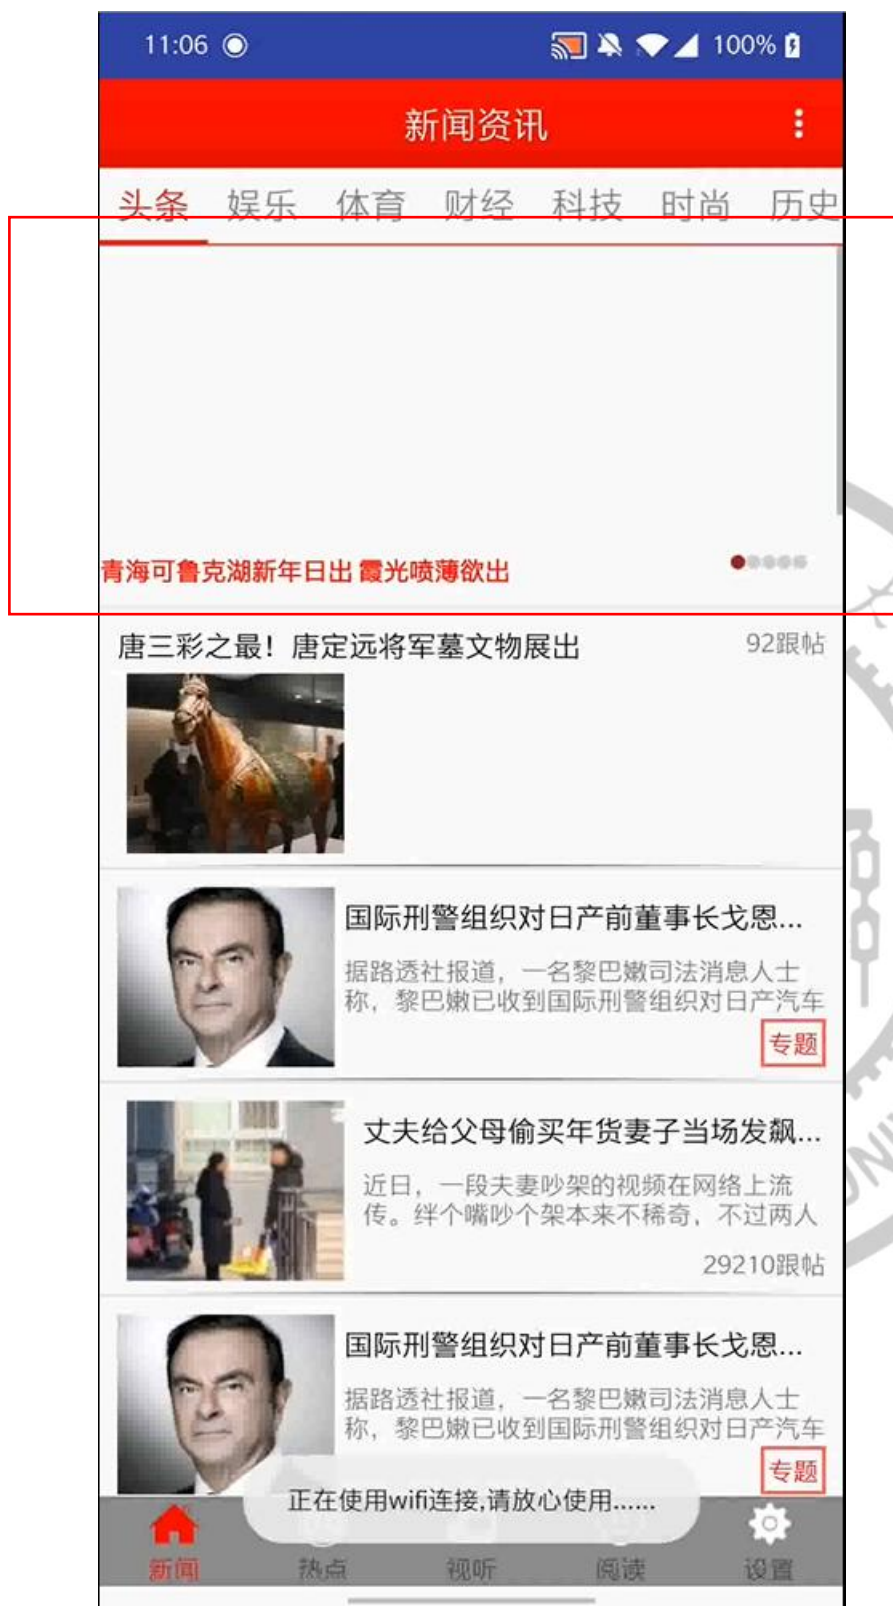 11:06
100%
新闻资讯
头条 娱乐 体育 财经 科技 时尚 历史
青海可鲁克湖新年日出 霞光喷薄欲出
唐三彩之最！唐定远将军墓文物展出
92跟帖
国际刑警组织对日产前董事长戈恩...
据路透社报道，一名黎巴嫩司法消息人士
称，黎巴嫩已收到国际刑警组织对日产汽车
专题
丈夫给父母偷买年货妻子当场发飙...
近日，一段夫妻吵架的视频在网络上流
传。绊个嘴吵个架本来不稀奇，不过两人
29210跟帖
国际刑警组织对日产前董事长戈恩...
据路透社报道，一名黎巴嫩司法消息人士
称，黎巴嫩已收到国际刑警组织对日产汽车
专题
正在使用wifi连接,请放心使用......
新闻 热点 视听 阅读 设置